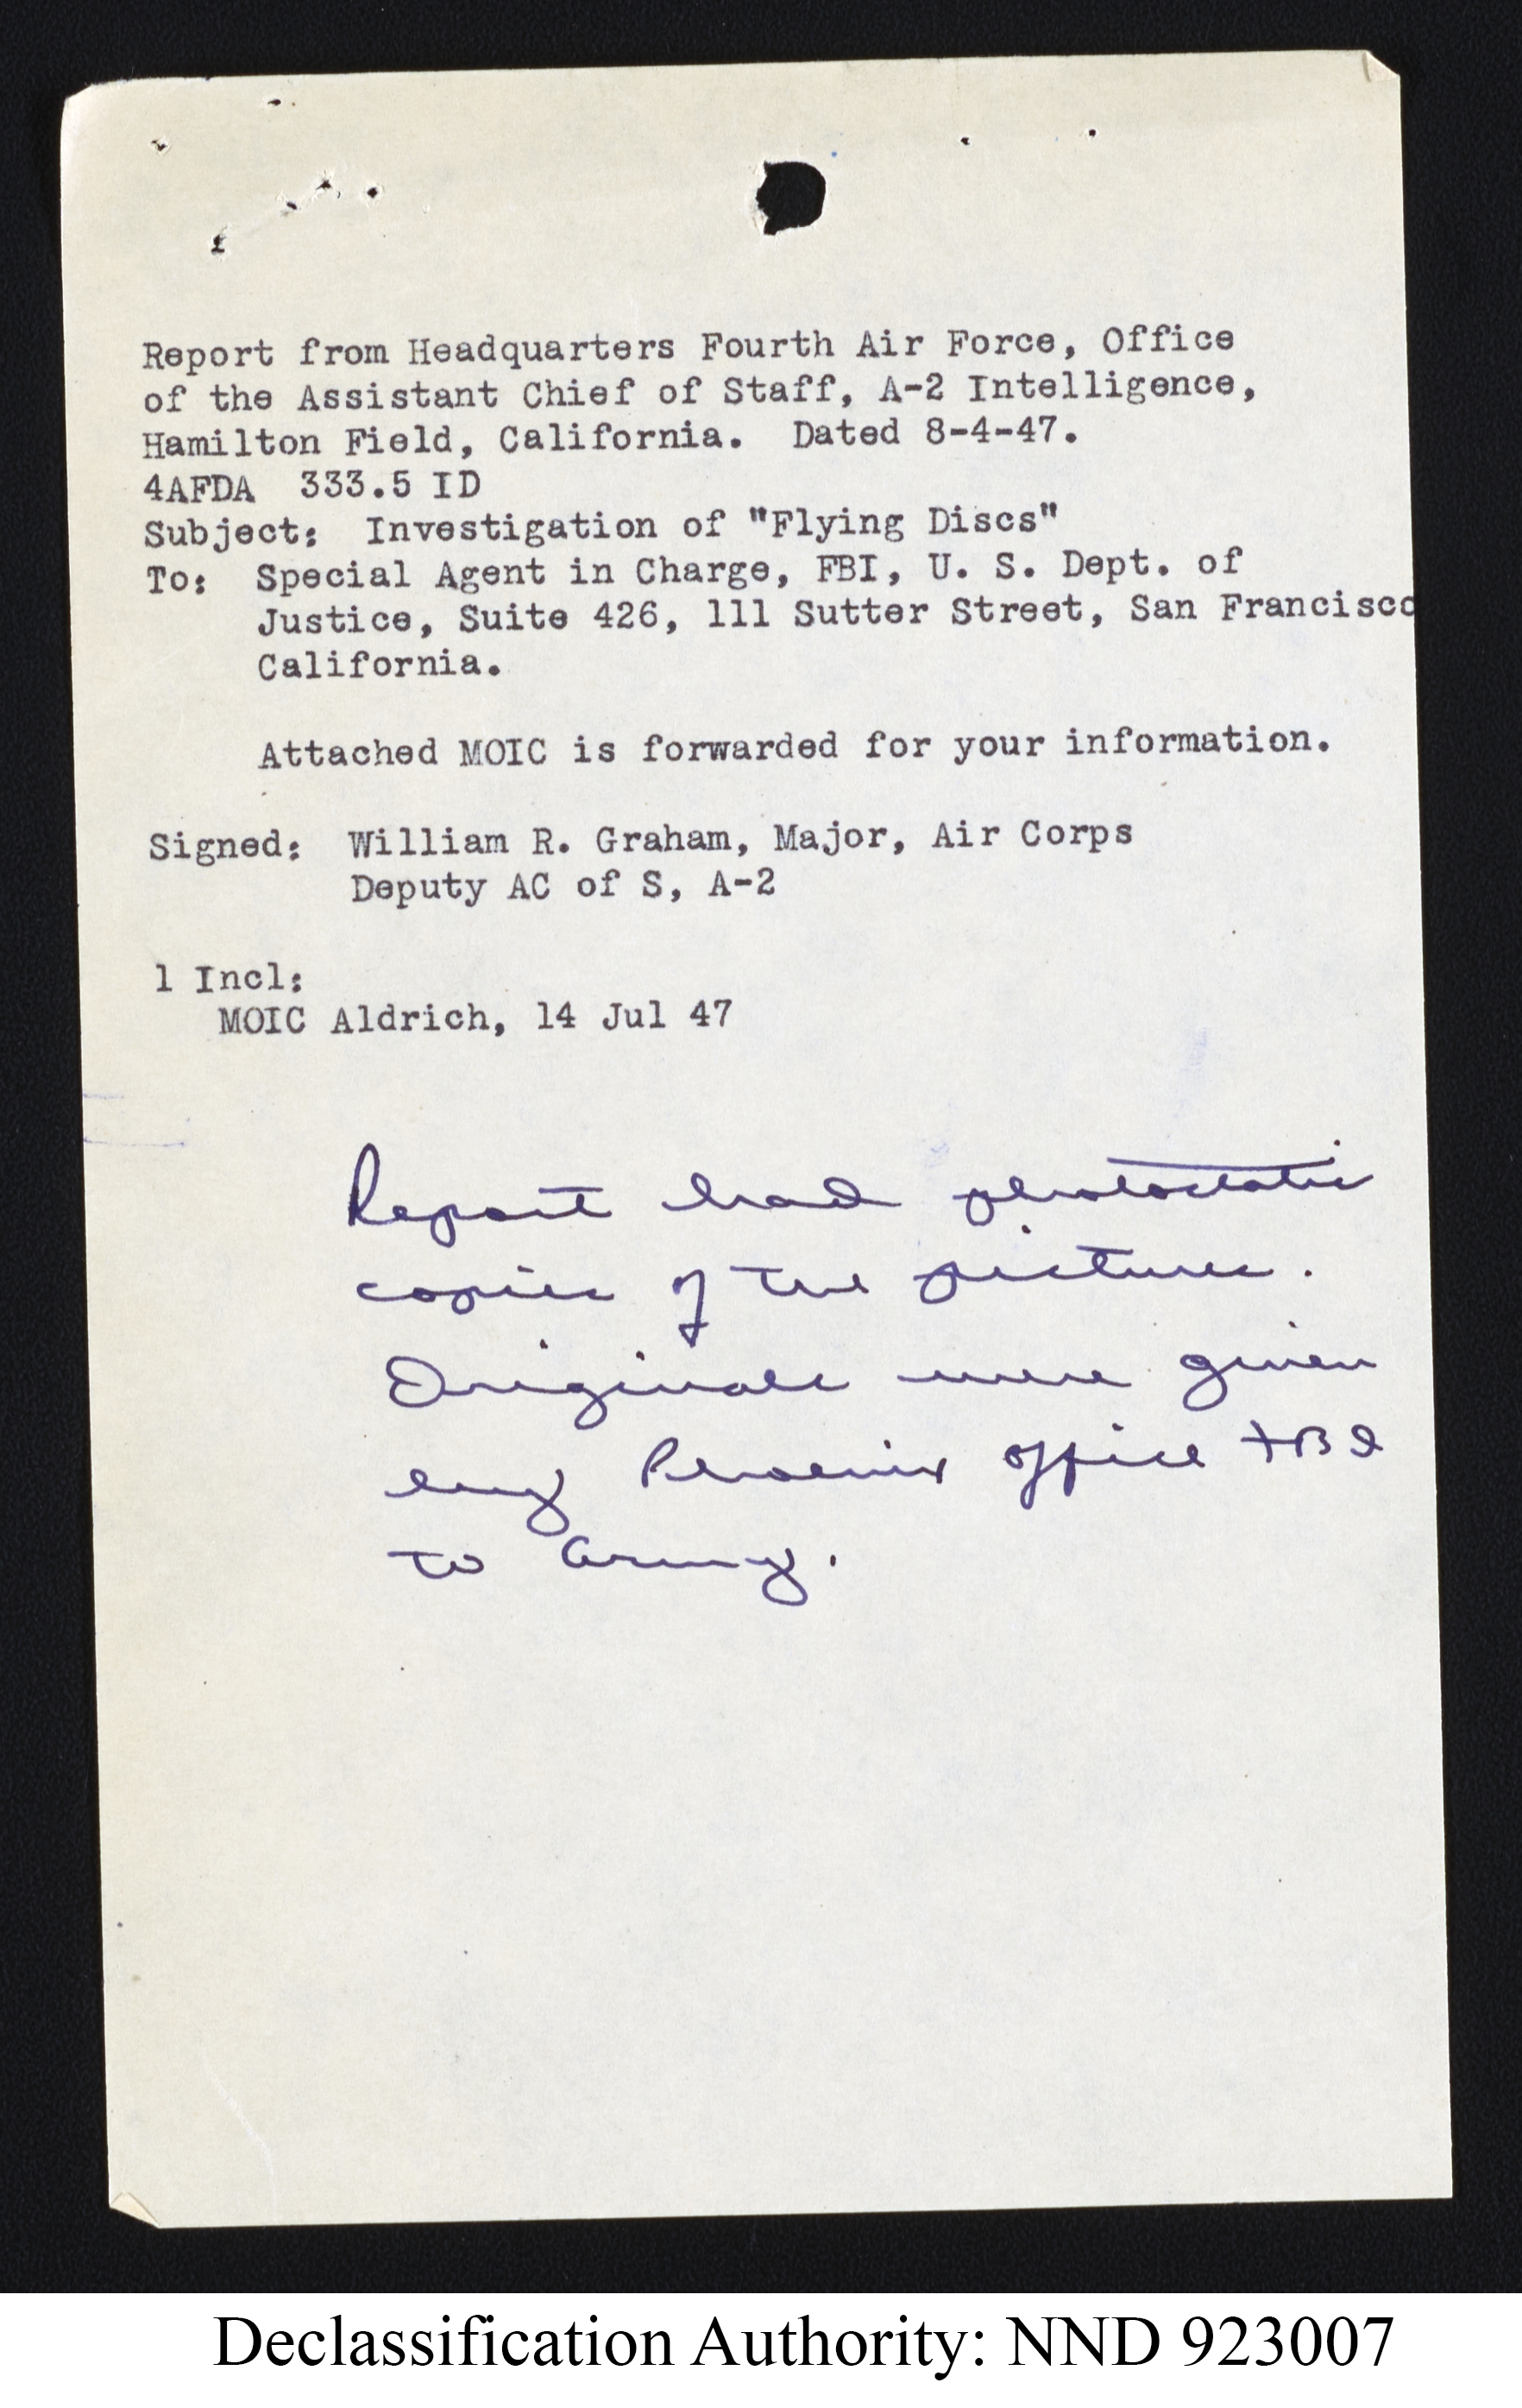 Report from Headquarters Fourth Air Force, Office
of the Assistant Chief of Staff, A-2 Intelligence,
Hamilton Field, California. Dated 8-4-47.
4AFDA 333.5 ID
Subject: Investigation of "Flying Discs"
To: Special Agent in Charge, FBI, U. S. Dept. of
Justice, Suite 426, 111 Sutter Street, San Francisco
California.
Attached MOIC is forwarded for your information.
Signed: William R. Graham, Major, Air Corps
Deputy AC of S, A-2
1 Incl:
MOIC Aldrich, 14 Jul 47
Report had photostatic
copies of the pictures.
Originals were given
by Phoenix office FBI
to Army.
Declassification Authority: NND 923007